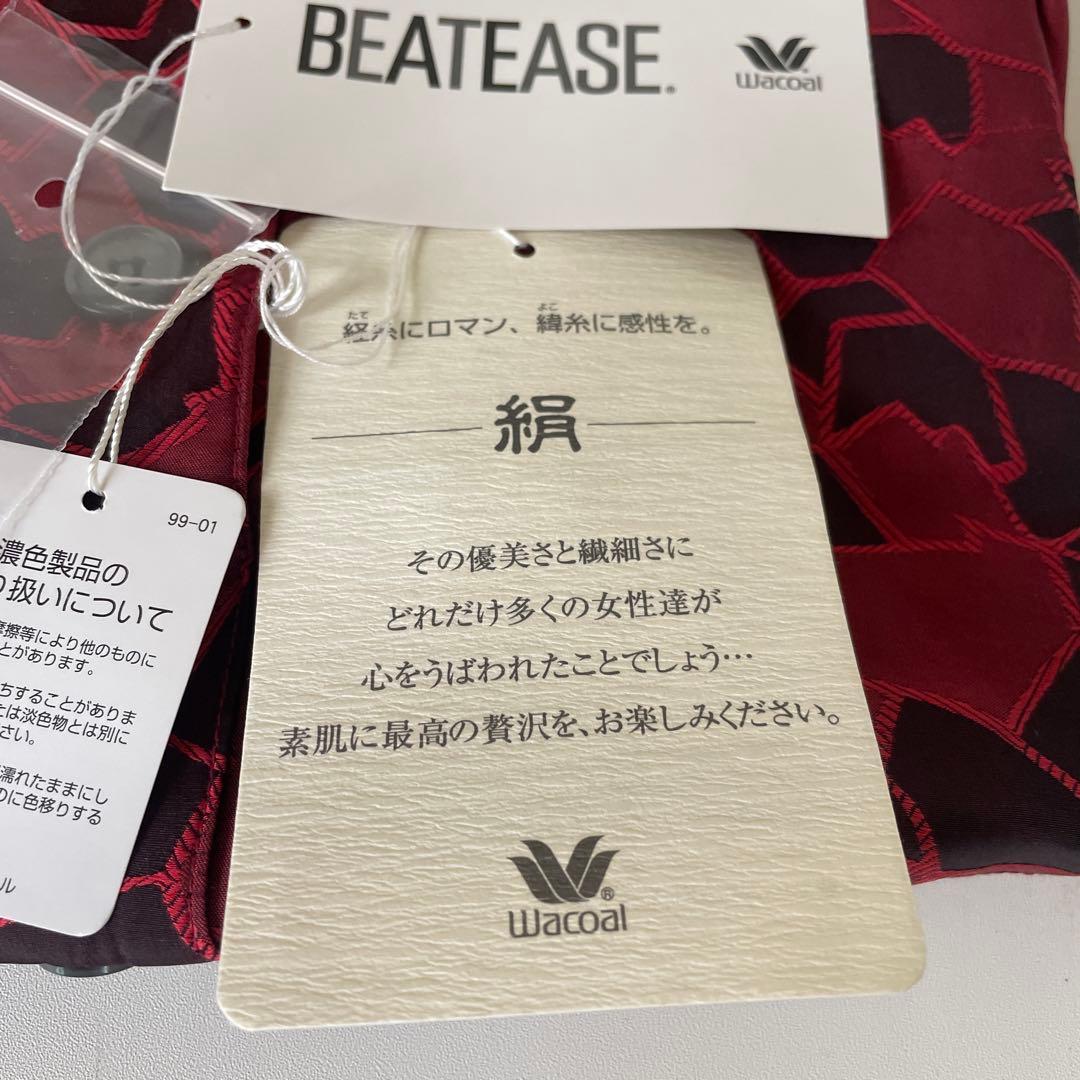 BEATEASE.
Wacoal
たて よこ
経糸にロマン、緯糸に感性を。
絹
その優美さと繊細さに
どれだけ多くの女性達が
心をうばわれたことでしょう…
素肌に最高の贅沢を、お楽しみください。
Wacoal®
99-01
濃色製品の
り扱いについて
擦等により他のものに
とがあります。
ちすることがありま
は淡色物とは別に
さい。
濡れたままにし
のに色移りする
ル